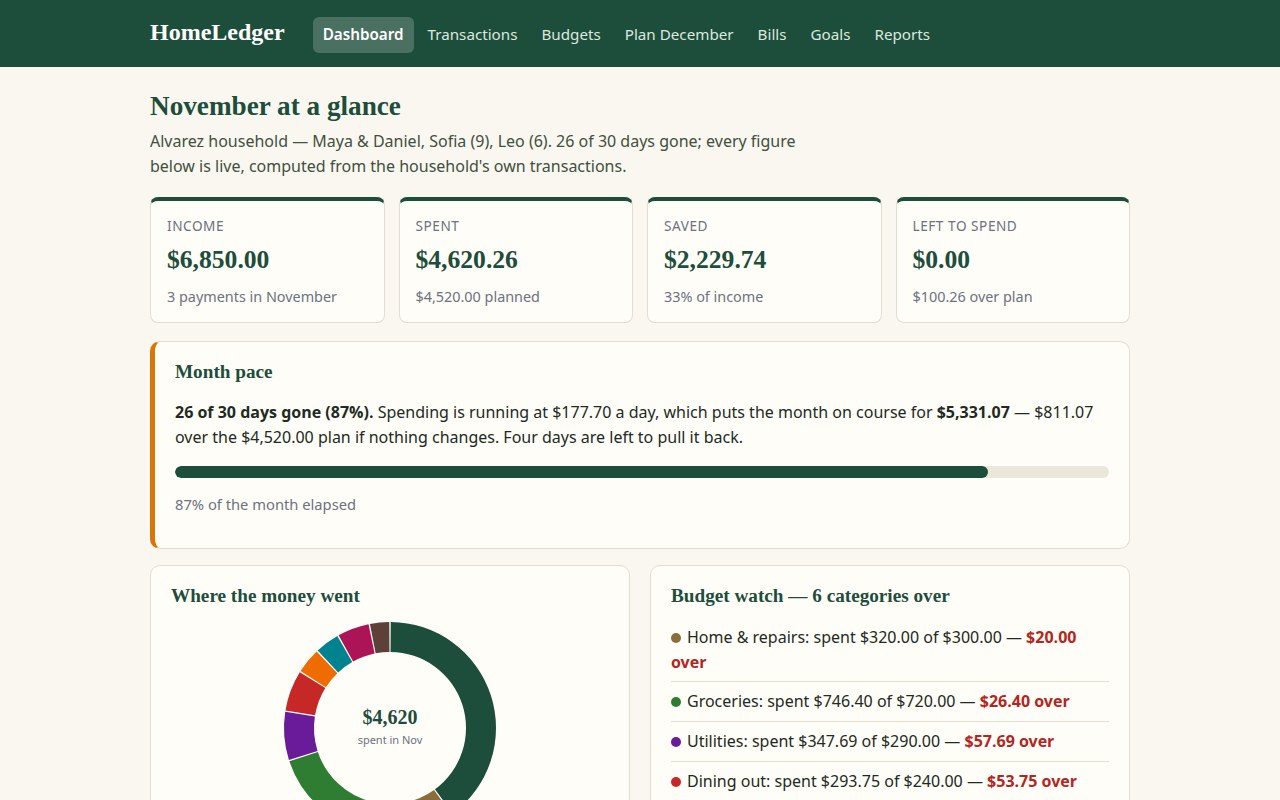 HomeLedger
Dashboard
Transactions
Budgets
Plan December
Bills
Goals
Reports
November at a glance
Alvarez household — Maya & Daniel, Sofia (9), Leo (6). 26 of 30 days gone; every figure
below is live, computed from the household's own transactions.
INCOME
$6,850.00
3 payments in November
SPENT
$4,620.26
$4,520.00 planned
SAVED
$2,229.74
33% of income
LEFT TO SPEND
$0.00
$100.26 over plan
Month pace
26 of 30 days gone (87%). Spending is running at $177.70 a day, which puts the month on course for $5,331.07 — $811.07
over the $4,520.00 plan if nothing changes. Four days are left to pull it back.
87% of the month elapsed
Where the money went
$4,620
spent in Nov
Budget watch — 6 categories over
Home & repairs: spent $320.00 of $300.00 — $20.00
over
Groceries: spent $746.40 of $720.00 — $26.40 over
Utilities: spent $347.69 of $290.00 — $57.69 over
Dining out: spent $293.75 of $240.00 — $53.75 over